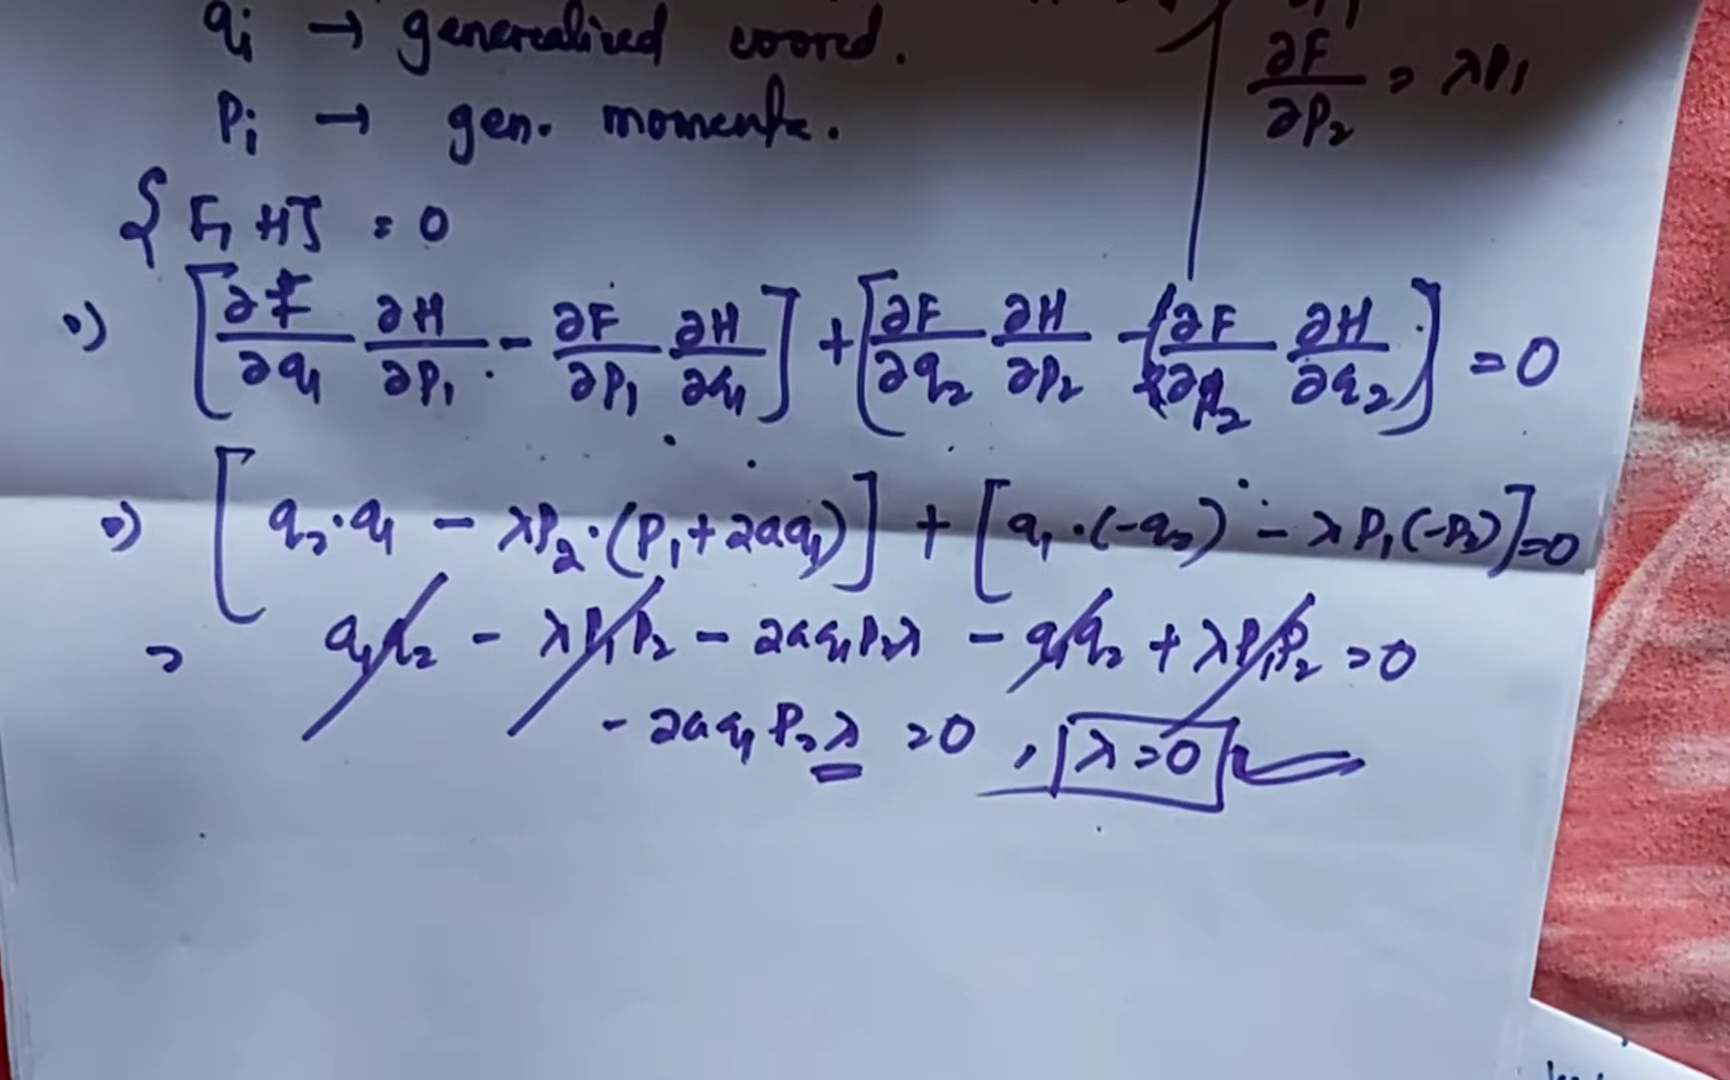 qi → generealized coord.
∂F/∂P2 = λP1
Pi → gen. momenta.
{F, H} = 0
⇒) [∂F/∂q1 ∂H/∂P1 - ∂F/∂P1 ∂H/∂q1] + [∂F/∂q2 ∂H/∂P2 - ∂F/∂P2 ∂H/∂q2] = 0
⇒) [q2·q1 - λP2·(P1+2aq1)] + [q1·(-q2) - λP1(-P2)] = 0
⇒ q1q2 - λP1P2 - 2aq1P2λ - q1q2 + λP1P2 = 0
- 2aq1P2λ = 0, λ = 0